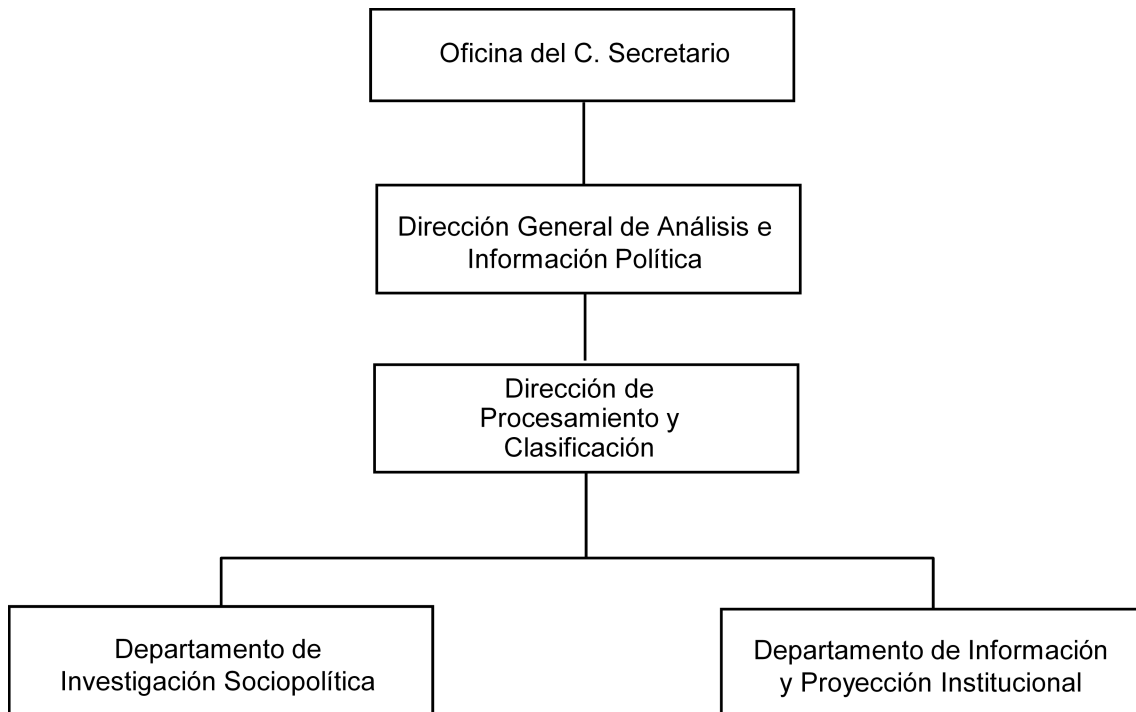 Oficina del C. Secretario
Dirección General de Análisis e
Información Política
Dirección de
Procesamiento y
Clasificación
Departamento de
Investigación Sociopolítica
Departamento de Información
y Proyección Institucional